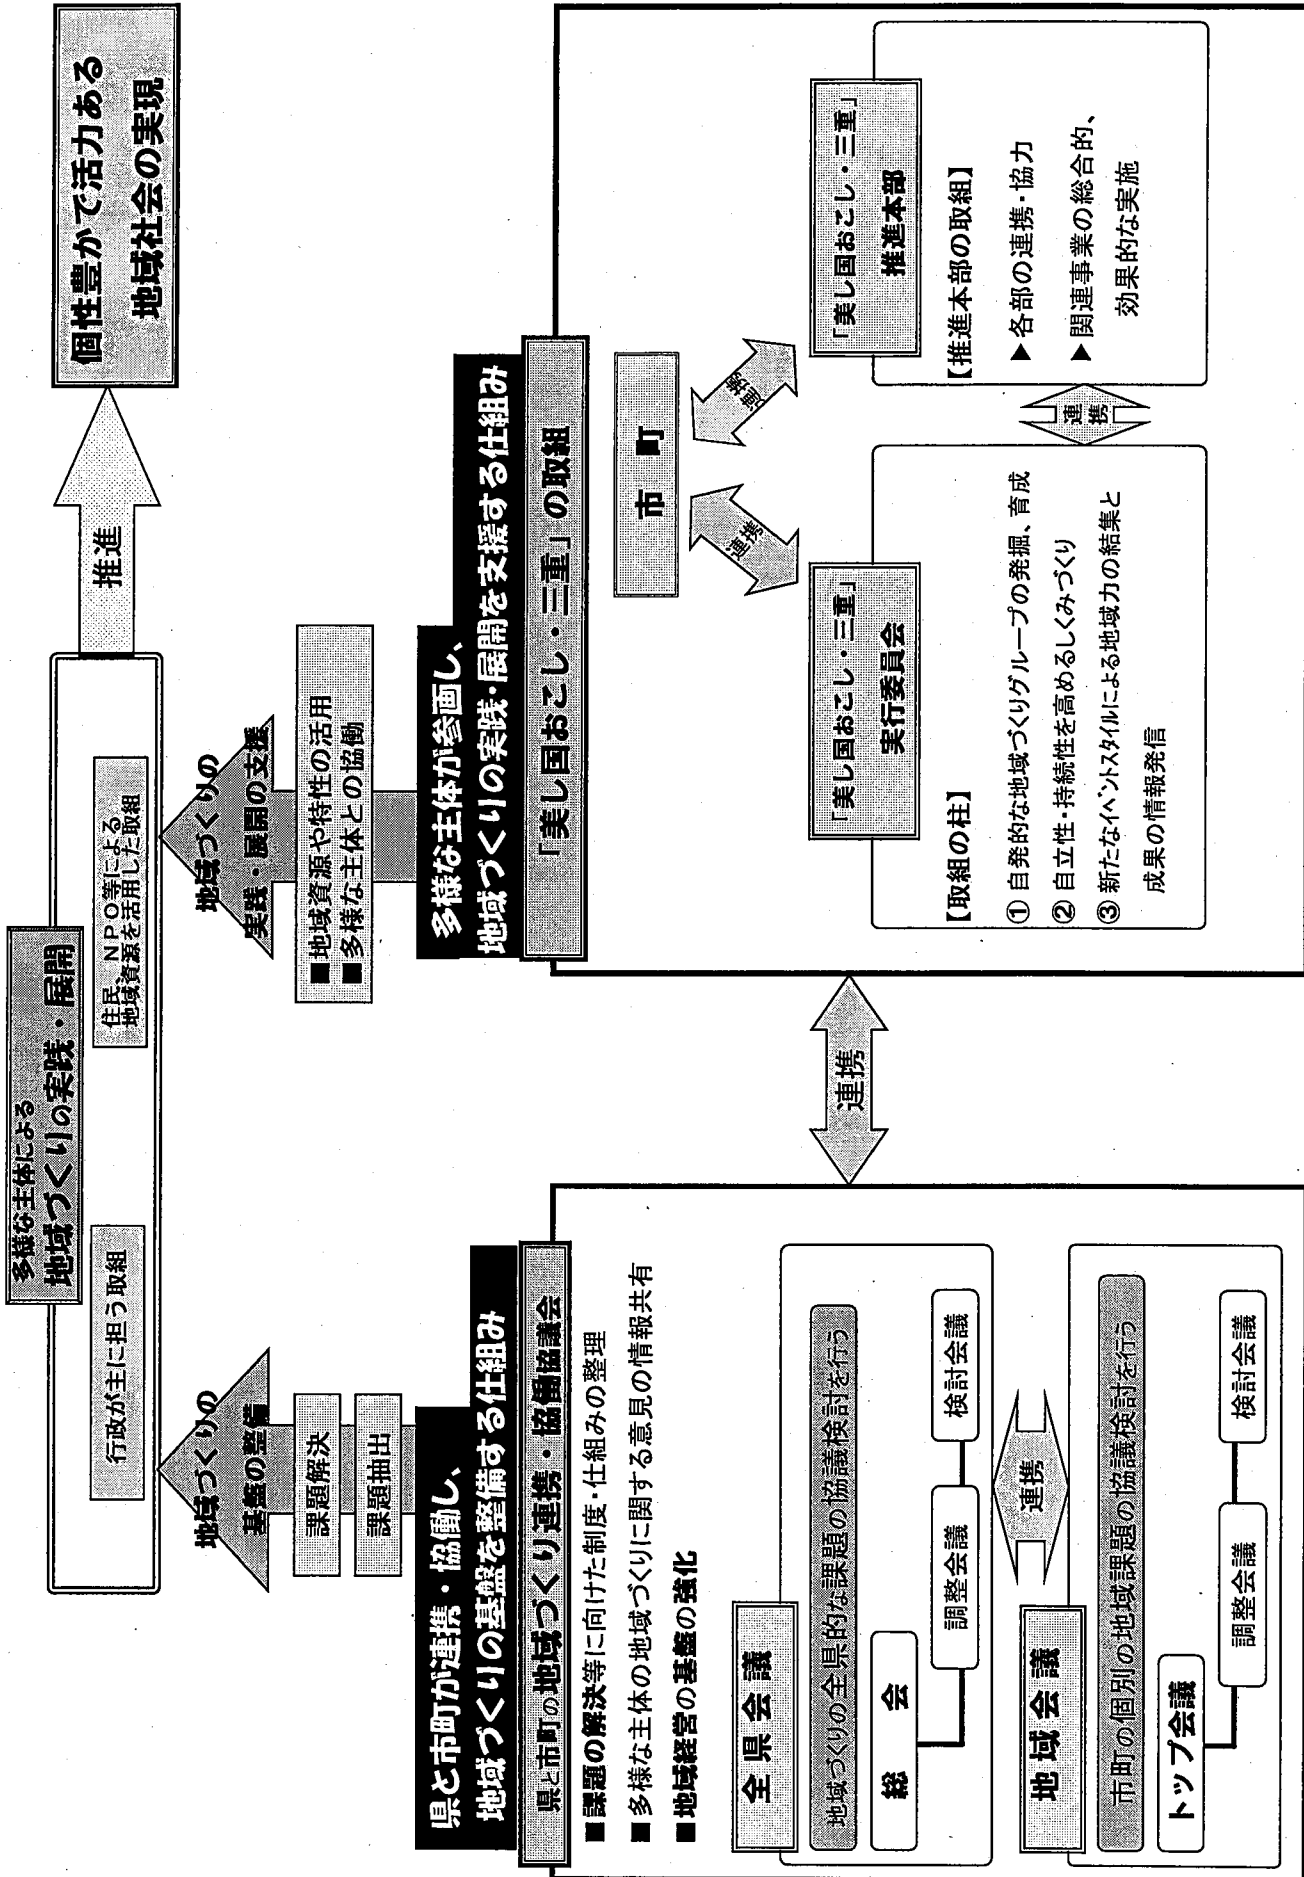 多様な主体による
地域づくりの実践・展開
行政が主に担う取組
住民、NPO等による
地域資源を活用した取組
推進
個性豊かで活力ある
地域社会の実現
地域づくりの
基盤の整備
課題解決
課題抽出
地域づくりの
実践・展開の支援
■地域資源や特性の活用
■多様な主体との協働
県と市町が連携・協働し、
地域づくりの基盤を整備する仕組み
県と市町の地域づくり連携・協働協議会
■課題の解決等に向けた制度・仕組みの整理
■多様な主体の地域づくりに関する意見の情報共有
■地域経営の基盤の強化
全県会議
地域づくりの全県的な課題の協議検討を行う
総 会
調整会議
検討会議
連携
地域会議
市町の個別の地域課題の協議検討を行う
トップ会議
調整会議
検討会議
連携
多様な主体が参画し、
地域づくりの実践・展開を支援する仕組み
「美し国おこし・三重」の取組
市 町
連携
連携
「美し国おこし・三重」
実行委員会
【取組の柱】
① 自発的な地域づくりグループの発掘、育成
② 自立性・持続性を高めるしくみづくり
③ 新たなイベントスタイルによる地域力の結集と
成果の情報発信
連携
「美し国おこし・三重」
推進本部
【推進本部の取組】
▶各部の連携・協力
▶関連事業の総合的、
効果的な実施